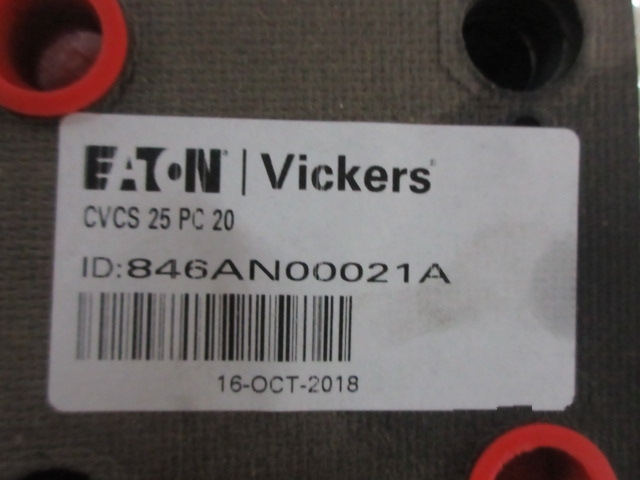 EATON | Vickers
CVCS 25 PC 20
ID:846AN00021A
16-OCT-2018